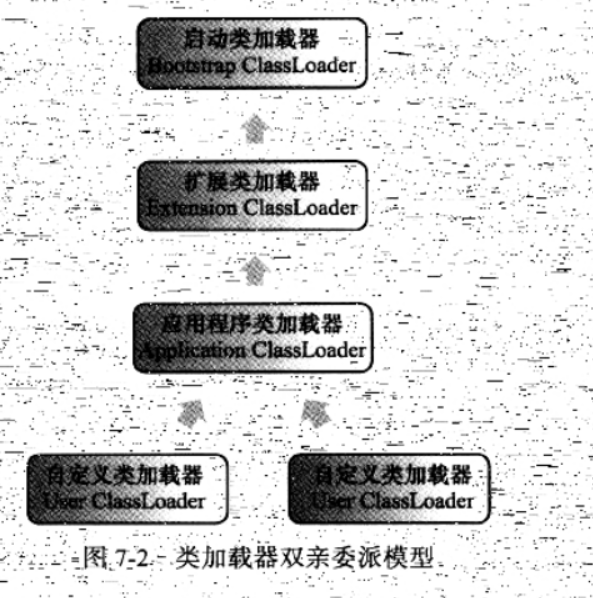 启动类加载器
Bootstrap ClassLoader
扩展类加载器
Extension ClassLoader
应用程序类加载器
Application ClassLoader
自定义类加载器
User ClassLoader
自定义类加载器
User ClassLoader
图 7-2 类加载器双亲委派模型